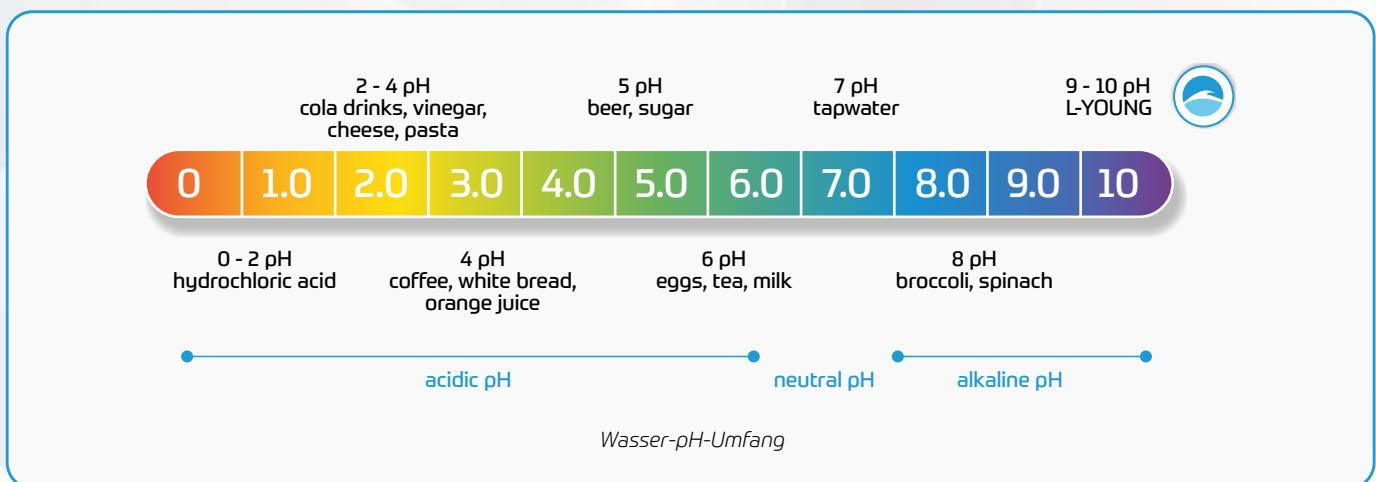 2 - 4 pH
cola drinks, vinegar,
cheese, pasta
5 pH
beer, sugar
7 pH
tapwater
9 - 10 pH
L-YOUNG
0 1.0 2.0 3.0 4.0 5.0 6.0 7.0 8.0 9.0 10
0 - 2 pH
hydrochloric acid
4 pH
coffee, white bread,
orange juice
6 pH
eggs, tea, milk
8 pH
broccoli, spinach
acidic pH
neutral pH
alkaline pH
Wasser-pH-Umfang